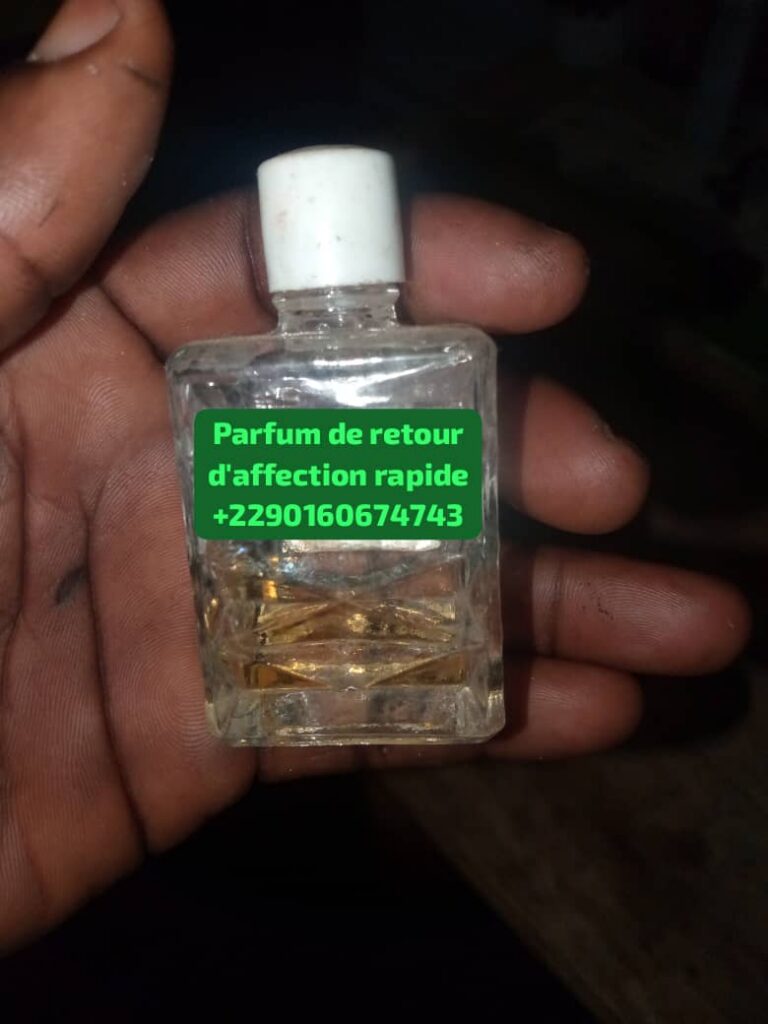 Parfum de retour
d'affection rapide
+2290160674743